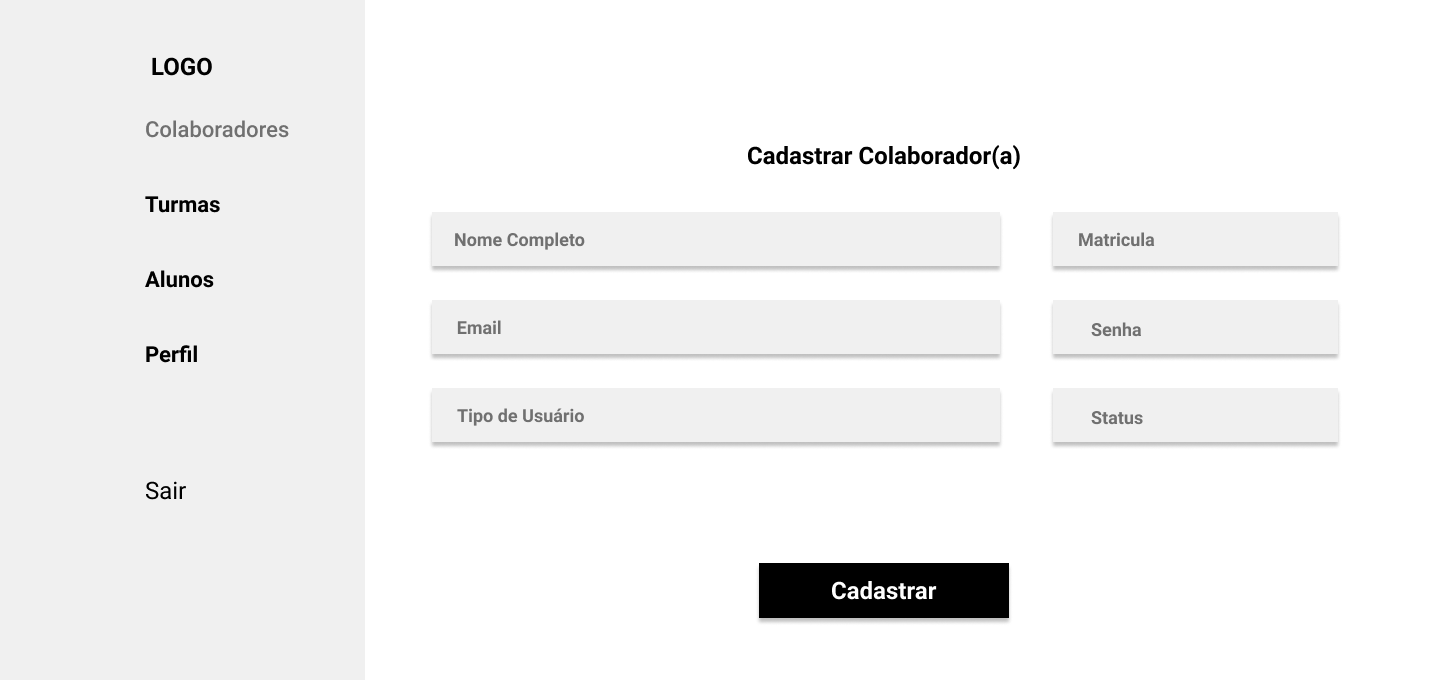 LOGO
Colaboradores
Turmas
Alunos
Perfil
Sair
Cadastrar Colaborador(a)
Nome Completo
Matricula
Email
Senha
Tipo de Usuário
Status
Cadastrar